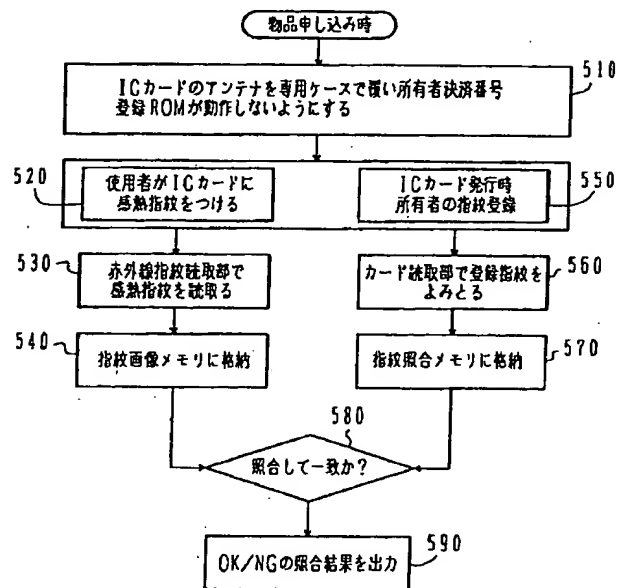 物品申し込み時
ICカードのアンテナを専用ケースで覆い所有者決済番号
登録ROMが動作しないようにする
510
520
使用者がICカードに
感熱指紋をつける
ICカード発行時
所有者の指紋登録
550
530
赤外線指紋読取部で
感熱指紋を読取る
カード読取部で登録指紋を
よみとる
560
540
指紋画像メモリに格納
指紋照合メモリに格納
570
580
照合して一致か?
OK/NGの照合結果を出力
590